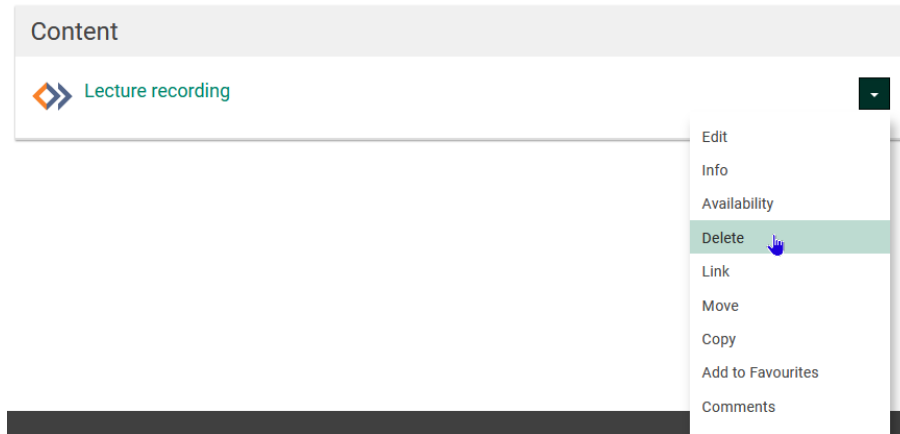 Content
Lecture recording
Edit
Info
Availability
Delete
Link
Move
Copy
Add to Favourites
Comments